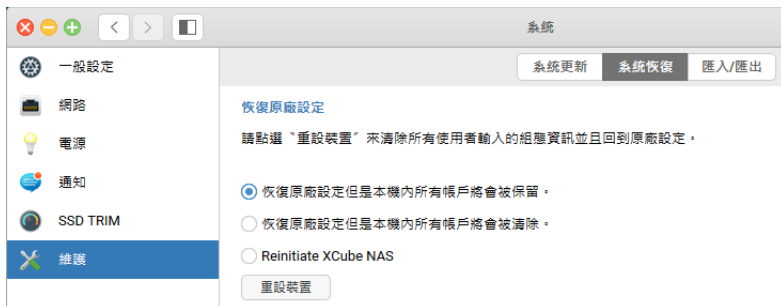 系統
一般設定
網路
電源
通知
SSD TRIM
維護
系統更新
系統恢復
匯入/匯出
恢復原廠設定
請點選〝重設裝置〞來清除所有使用者輸入的組態資訊並且回到原廠設定。
恢復原廠設定但是本機內所有帳戶將會被保留。
恢復原廠設定但是本機內所有帳戶將會被清除。
Reinitiate XCube NAS
重設裝置